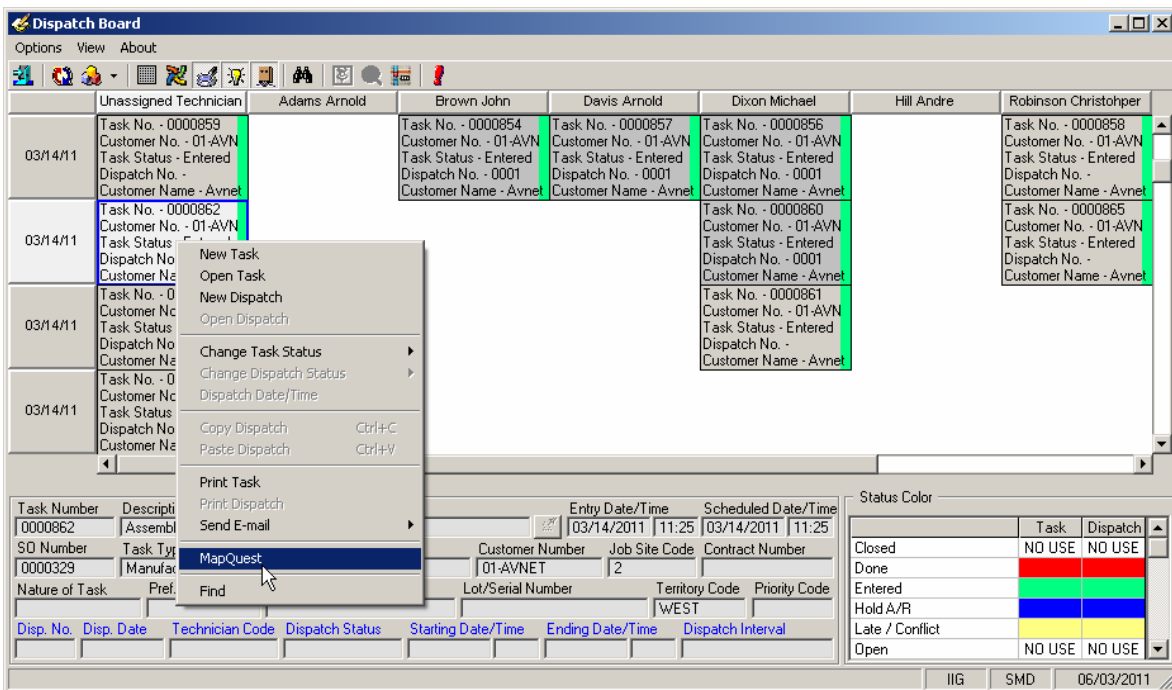 Dispatch Board
Options View About
Unassigned Technician Adams Arnold Brown John Davis Arnold Dixon Michael Hill Andre Robinson Christohper
03/14/11
Task No. - 0000859
Customer No. - 01-AVN
Task Status - Entered
Dispatch No. -
Customer Name - Avnet
Task No. - 0000854
Customer No. - 01-AVN
Task Status - Entered
Dispatch No. - 0001
Customer Name - Avnet
Task No. - 0000857
Customer No. - 01-AVN
Task Status - Entered
Dispatch No. - 0001
Customer Name - Avnet
Task No. - 0000856
Customer No. - 01-AVN
Task Status - Entered
Dispatch No. - 0001
Customer Name - Avnet
Task No. - 0000858
Customer No. - 01-AVN
Task Status - Entered
Dispatch No. -
Customer Name - Avnet
03/14/11
Task No. - 0000862
Customer No. - 01-AVN
Task Status -
Dispatch No
Customer Na
Task No. - 0000860
Customer No. - 01-AVN
Task Status - Entered
Dispatch No. - 0001
Customer Name - Avnet
Task No. - 0000865
Customer No. - 01-AVN
Task Status - Entered
Dispatch No. -
Customer Name - Avnet
03/14/11
Task No. - 0
Customer No
Task Status
Dispatch No
Customer Na
Task No. - 0000861
Customer No. - 01-AVN
Task Status - Entered
Dispatch No. -
Customer Name - Avnet
03/14/11
Task No. - 0
Customer No
Task Status
Dispatch No
Customer Na
New Task
Open Task
New Dispatch
Open Dispatch
Change Task Status
Change Dispatch Status
Dispatch Date/Time
Copy Dispatch Ctrl+C
Paste Dispatch Ctrl+V
Print Task
Print Dispatch
Send E-mail
MapQuest
Find
Task Number Descripti Entry Date/Time Scheduled Date/Time
0000862 Assembl 03/14/2011 11:25 03/14/2011 11:25
SO Number Task Typ Customer Number Job Site Code Contract Number
0000329 Manufac 01-AVNET 2
Nature of Task Pref. Lot/Serial Number Territory Code Priority Code
WEST
Disp. No. Disp. Date Technician Code Dispatch Status Starting Date/Time Ending Date/Time Dispatch Interval
Status Color
Task Dispatch
Closed NO USE NO USE
Done
Entered
Hold A/R
Late / Conflict
Open NO USE NO USE
IIG SMD 06/03/2011